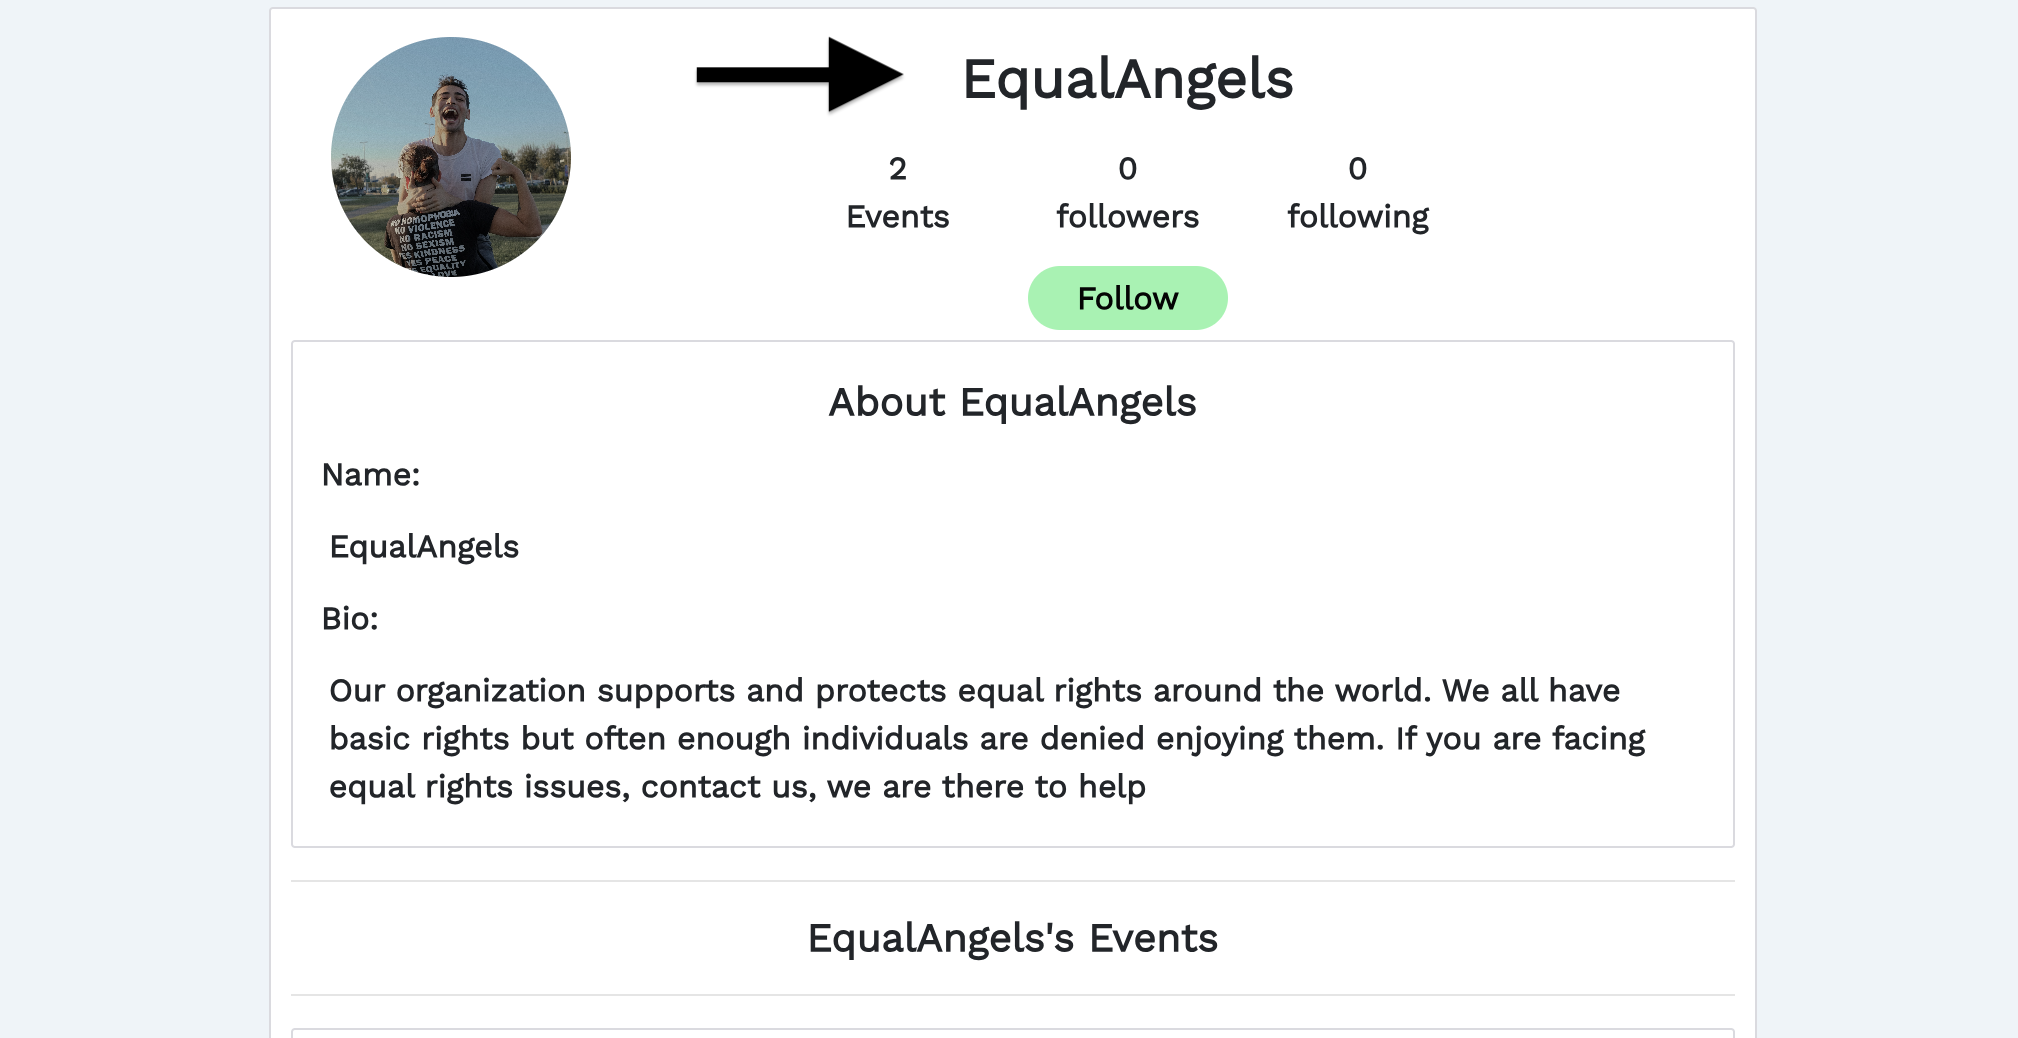 EqualAngels
2
Events
0
followers
0
following
Follow
NO HOMOPHOBIA
NO VIOLENCE
NO RACISM
NO SEXISM
YES KINDNESS
YES PEACE
EQUALITY
LOVE
About EqualAngels
Name:
EqualAngels
Bio:
Our organization supports and protects equal rights around the world. We all have
basic rights but often enough individuals are denied enjoying them. If you are facing
equal rights issues, contact us, we are there to help
EqualAngels's Events